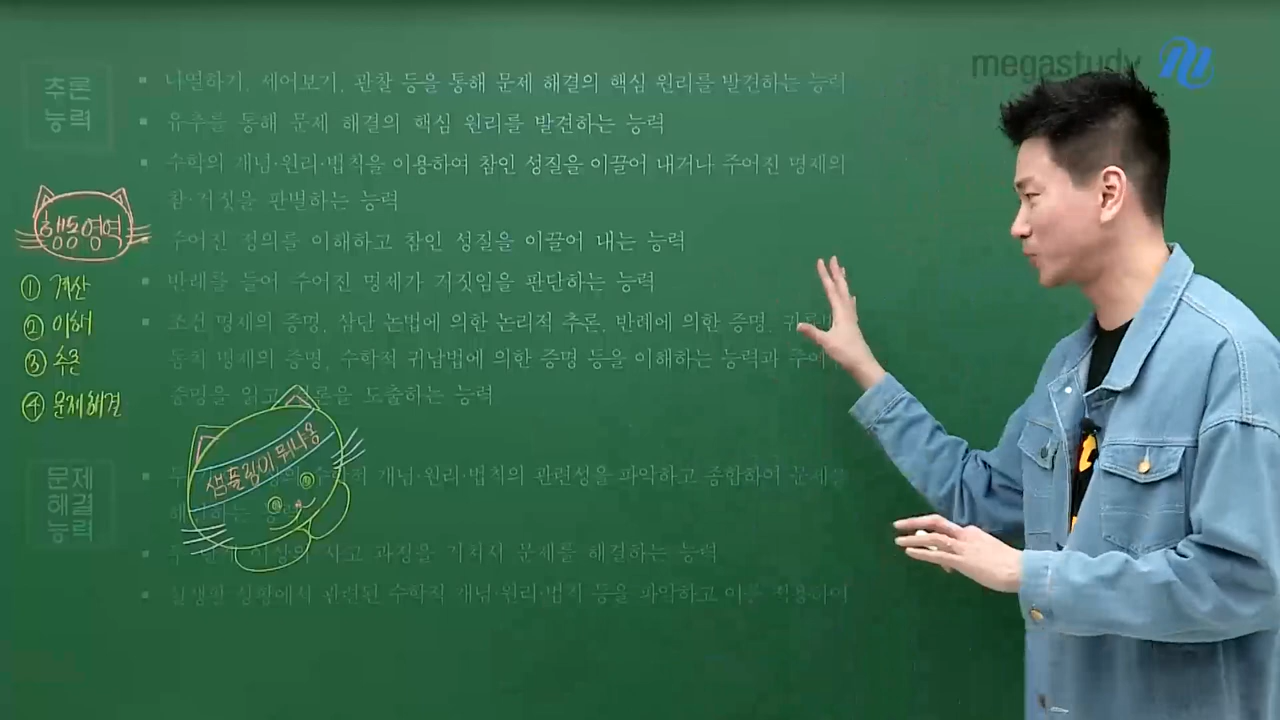 megastudy
추론
능력
나열하기, 세어보기, 관찰 등을 통해 문제 해결의 핵심 원리를 발견하는 능력
유추를 통해 문제 해결의 핵심 원리를 발견하는 능력
수학의 개념·원리·법칙을 이용하여 참인 성질을 이끌어 내거나 주어진 명제의
참·거짓을 판별하는 능력
주어진 정의를 이해하고 참인 성질을 이끌어 내는 능력
반례를 들어 주어진 명제가 거짓임을 판단하는 능력
조건 명제의 증명, 삼단 논법에 의한 논리적 추론, 반례에 의한 증명,
동치 명제의 증명, 수학적 귀납법에 의한 증명 등을 이해하는 능력과
증명을 읽고 도출하는 능력
행동영역
① 계산
② 이해
③ 추론
④ 문제해결
샘플링이 뭐냐옹
문제
해결
능력
개념·원리·법칙의 관련성을 파악하고 종합하여 문제를
이상의 사고 과정을 거쳐서 문제를 해결하는 능력
실생활 상황에서 관련된 수학적 개념·원리·법칙 등을 파악하고 이를 적용하여